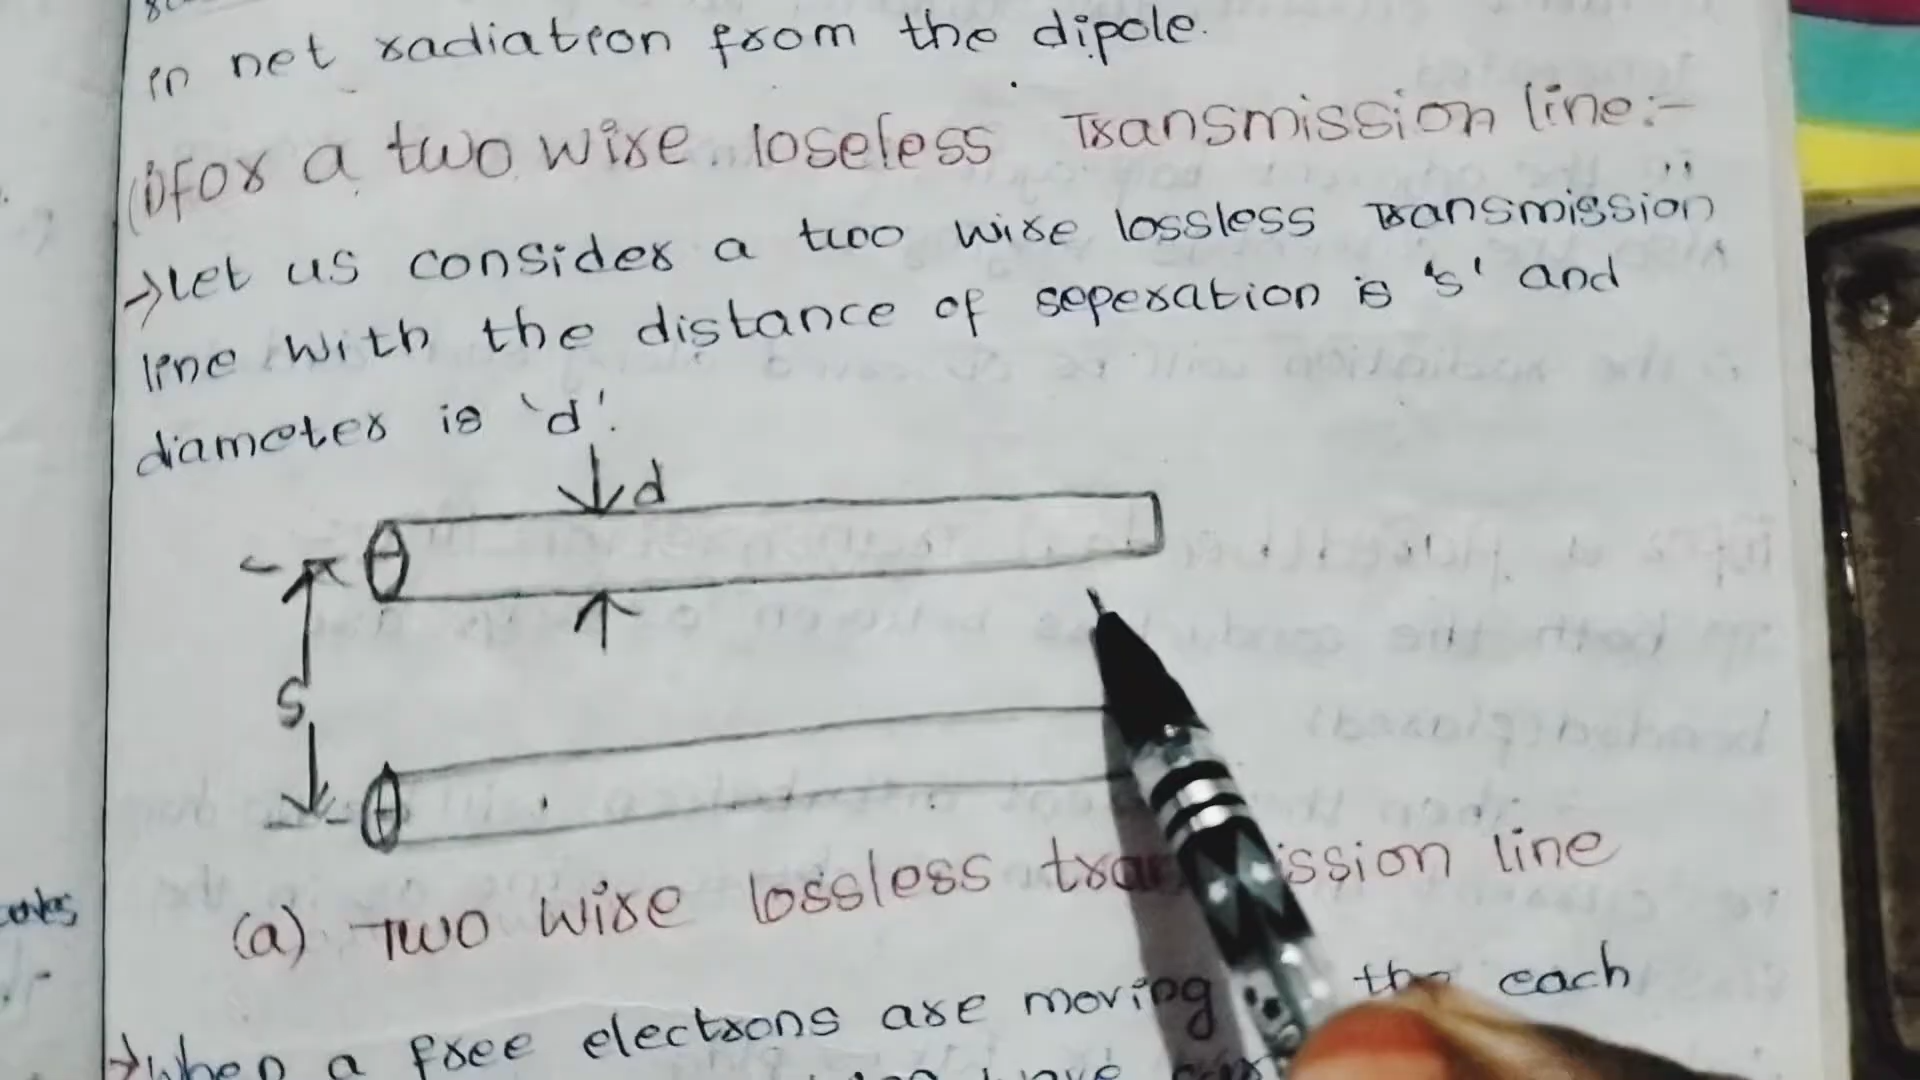 in net radiation from the dipole.
(i) For a two wire loseless Transmission line:-
→ Let us consider a two wire lossless Transmission
line with the distance of seperation is 's' and
diameter is 'd'.
d
S
(a) Two wire lossless transmission line
→ When a free electrons are moving the each